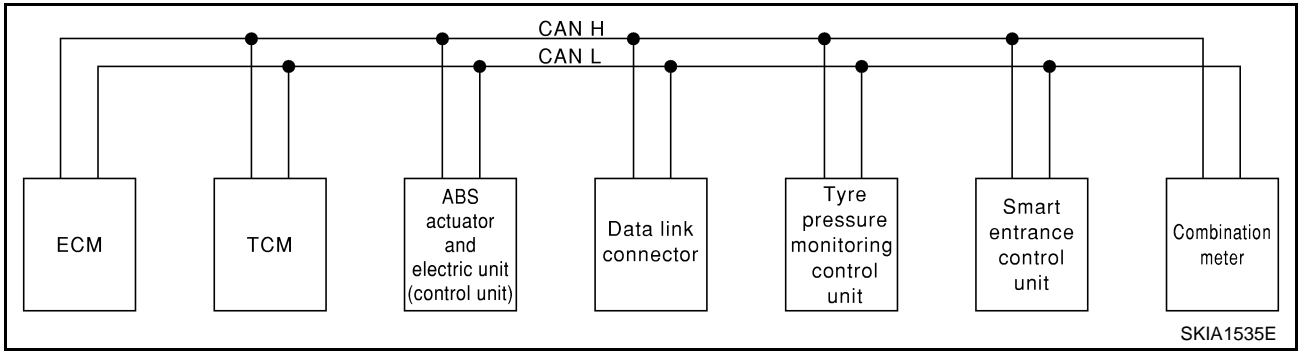 CAN H
CAN L
ECM
TCM
ABS
actuator
and
electric unit
(control unit)
Data link
connector
Tyre
pressure
monitoring
control
unit
Smart
entrance
control
unit
Combination
meter
SKIA1535E